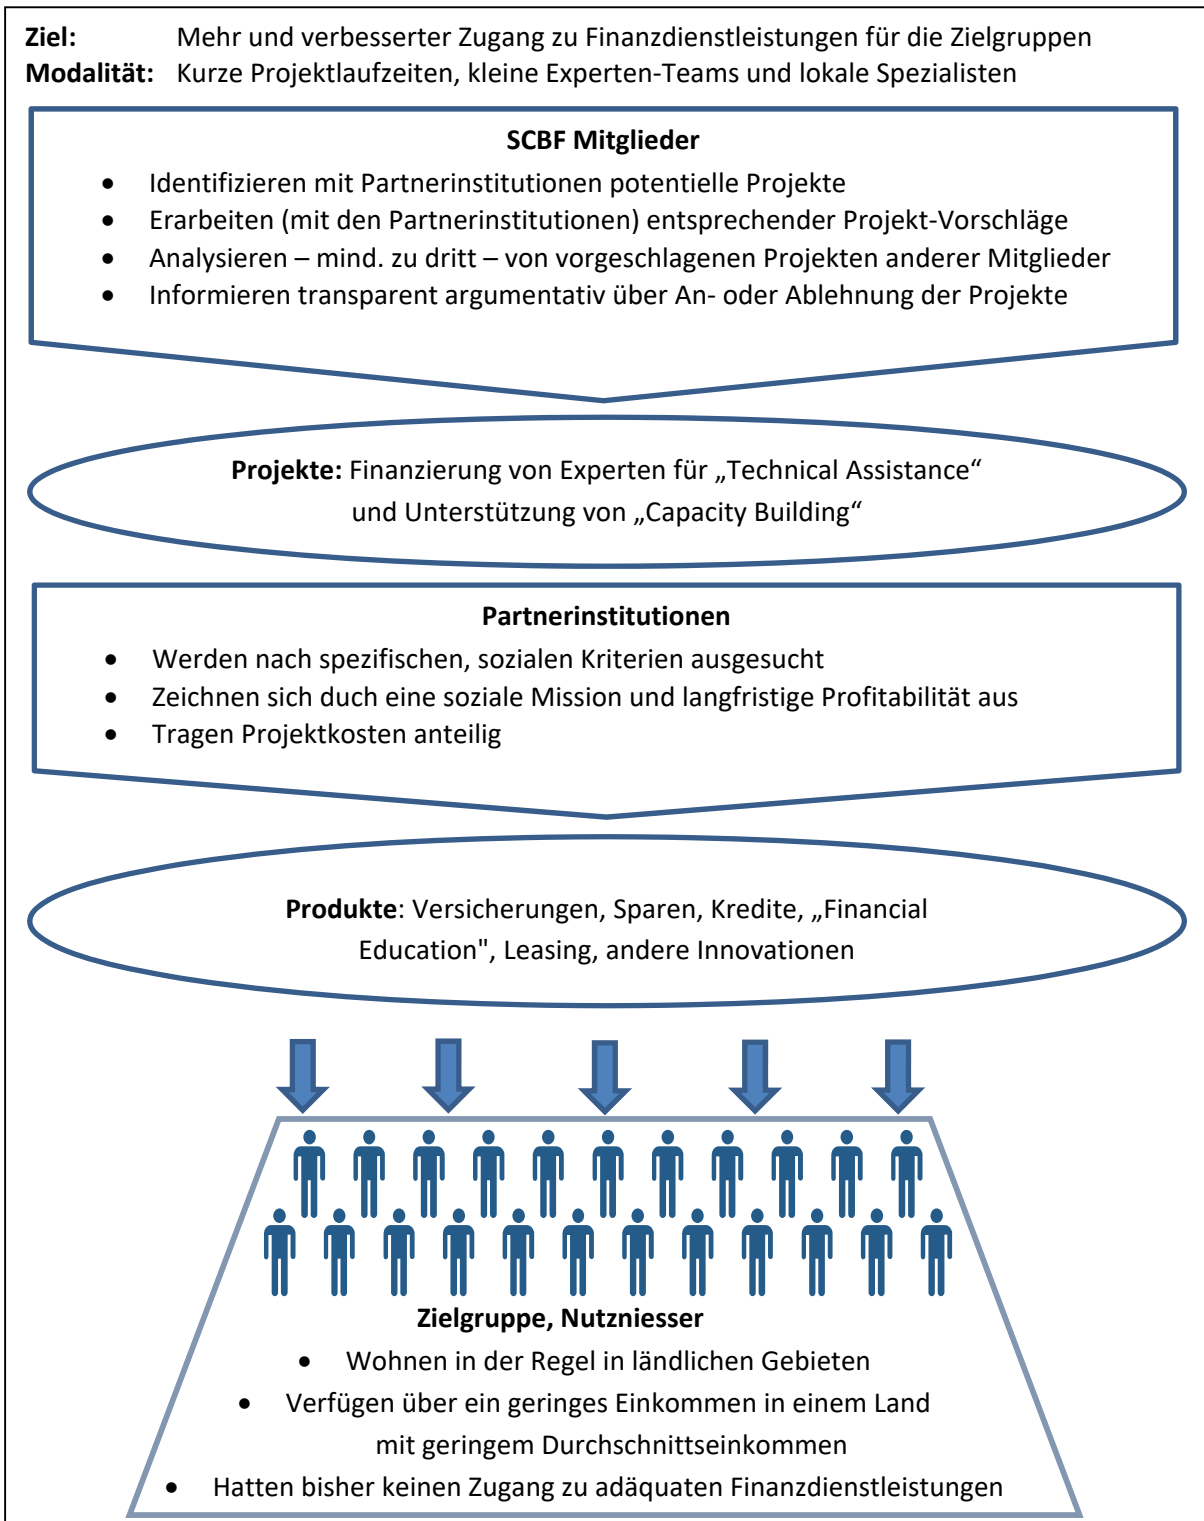 Ziel: Mehr und verbesserter Zugang zu Finanzdienstleistungen für die Zielgruppen
Modalität: Kurze Projektlaufzeiten, kleine Experten-Teams und lokale Spezialisten
SCBF Mitglieder
• Identifizieren mit Partnerinstitutionen potentielle Projekte
• Erarbeiten (mit den Partnerinstitutionen) entsprechender Projekt-Vorschläge
• Analysieren – mind. zu dritt – von vorgeschlagenen Projekten anderer Mitglieder
• Informieren transparent argumentativ über An- oder Ablehnung der Projekte
Projekte: Finanzierung von Experten für „Technical Assistance“
und Unterstützung von „Capacity Building“
Partnerinstitutionen
• Werden nach spezifischen, sozialen Kriterien ausgesucht
• Zeichnen sich duch eine soziale Mission und langfristige Profitabilität aus
• Tragen Projektkosten anteilig
Produkte: Versicherungen, Sparen, Kredite, „Financial
Education", Leasing, andere Innovationen
Zielgruppe, Nutzniesser
• Wohnen in der Regel in ländlichen Gebieten
• Verfügen über ein geringes Einkommen in einem Land
mit geringem Durchschnittseinkommen
• Hatten bisher keinen Zugang zu adäquaten Finanzdienstleistungen